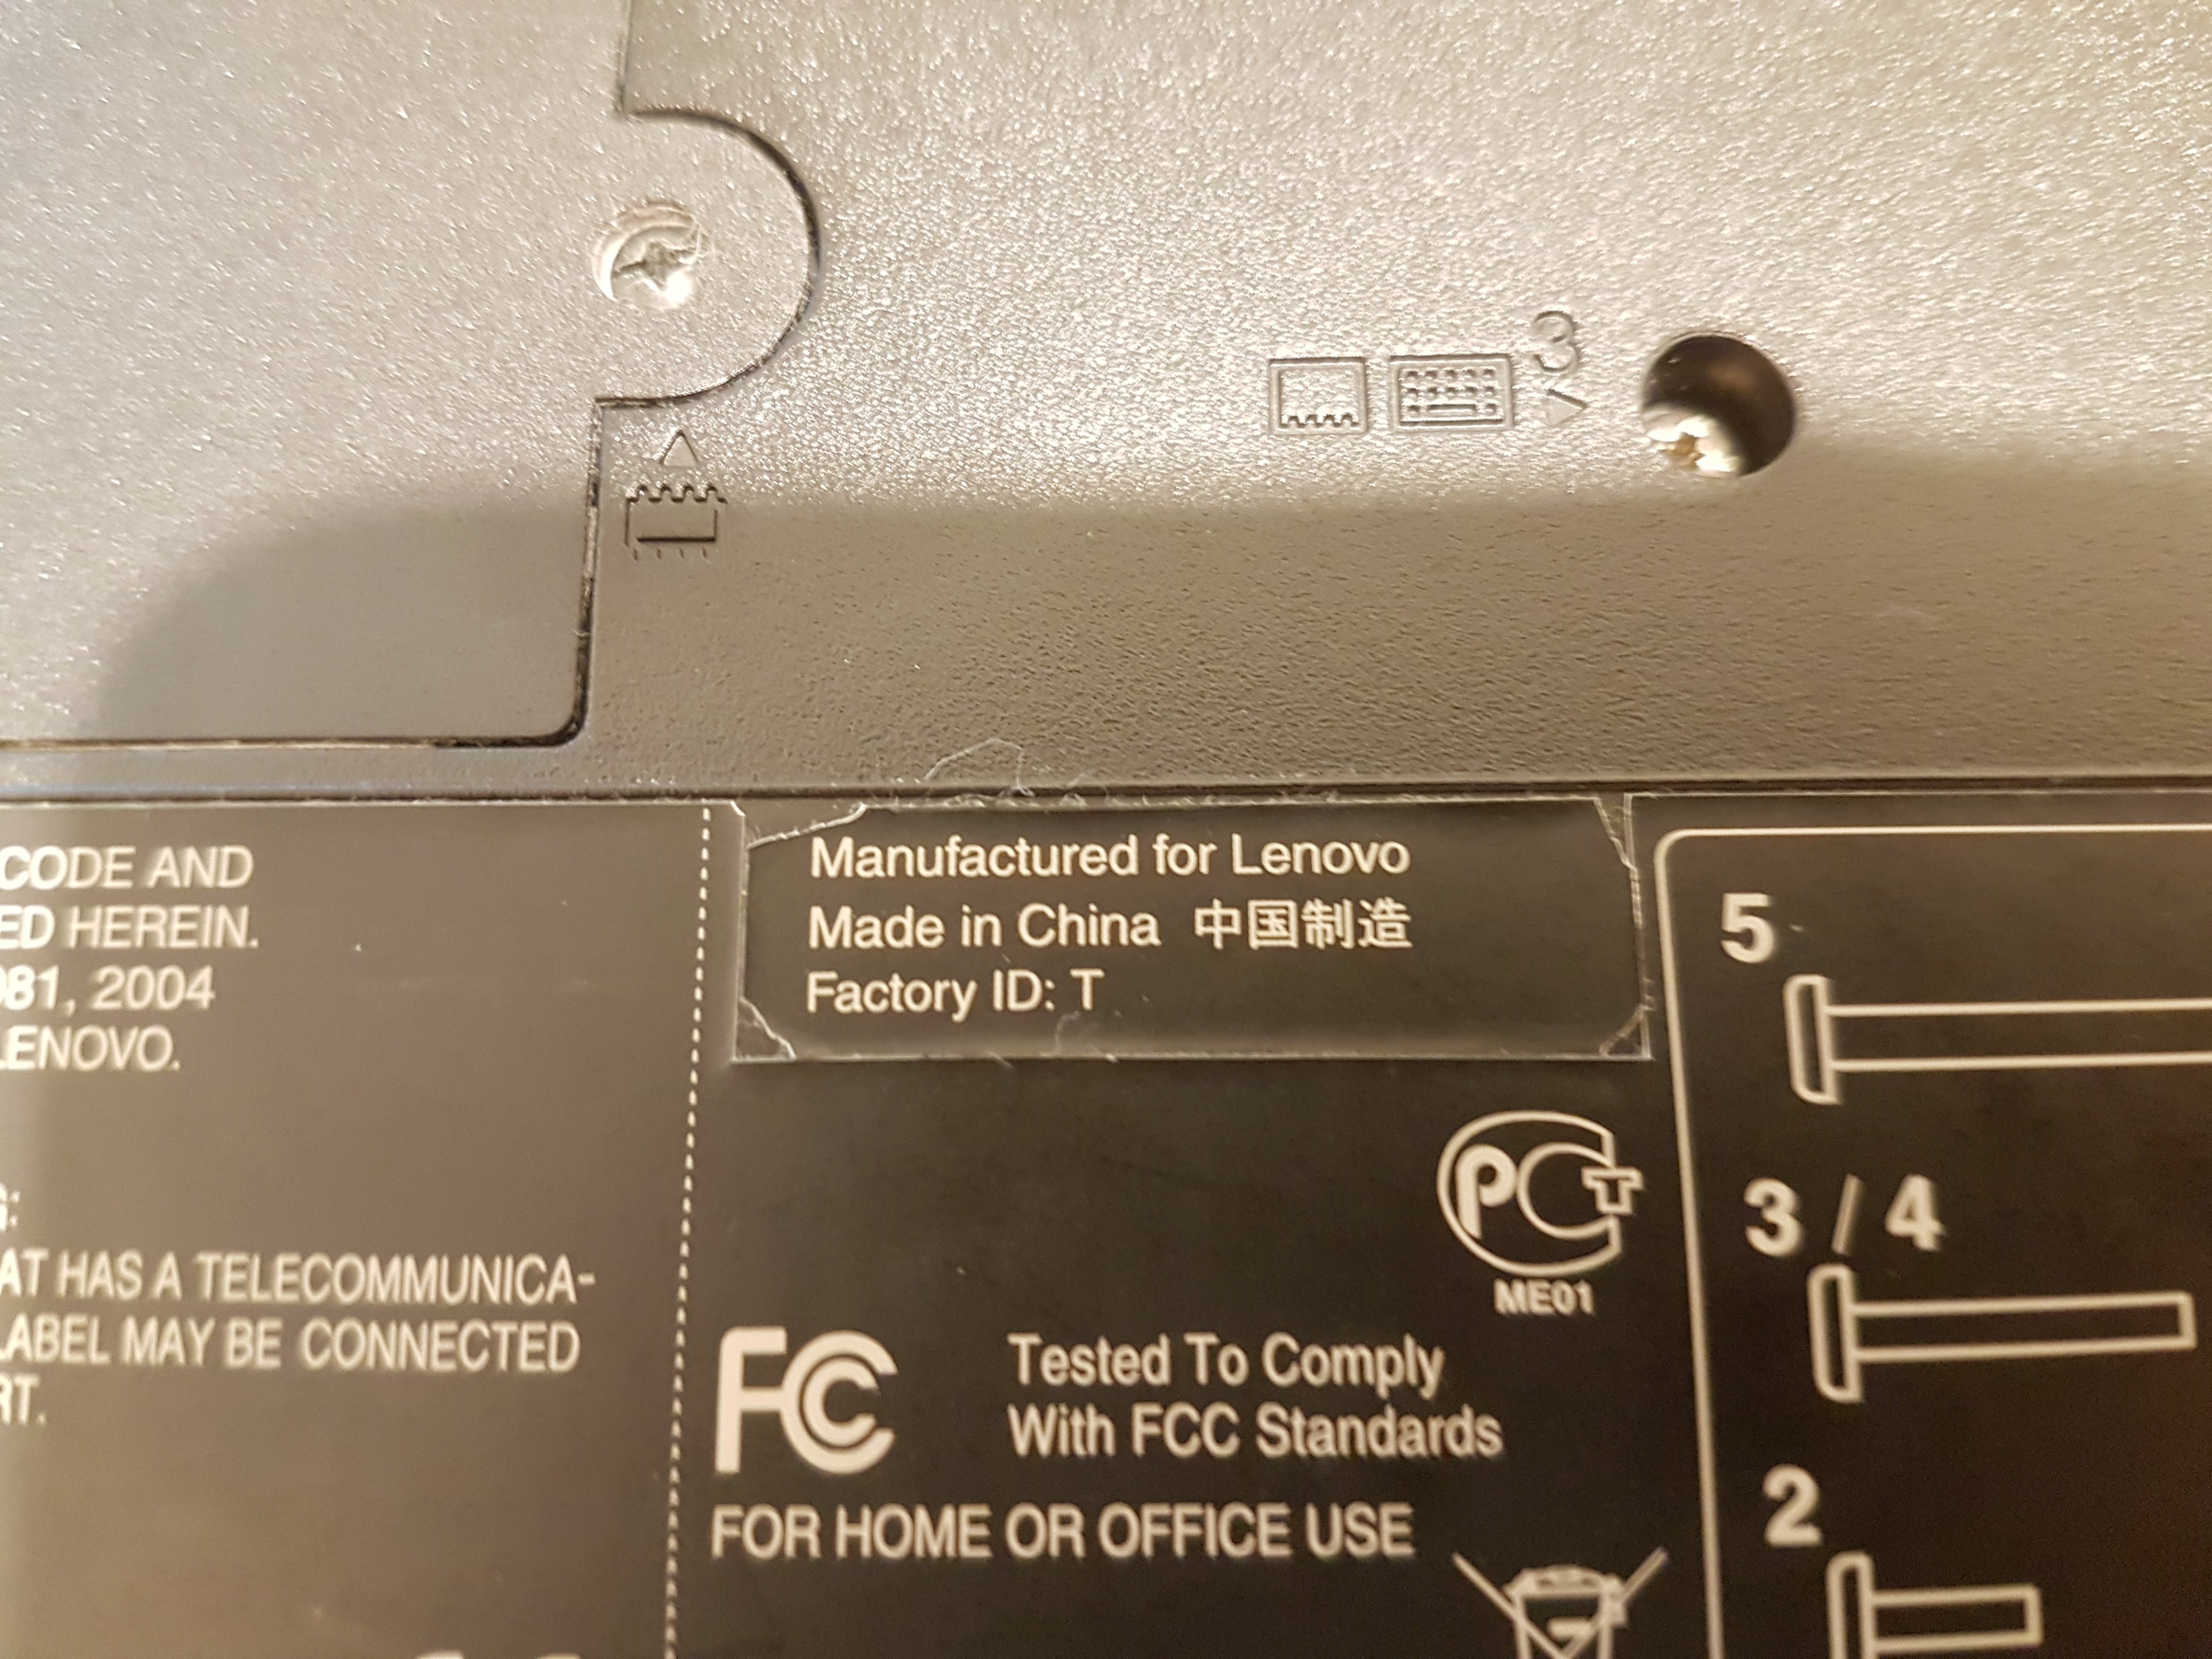 3
CODE AND
ED HEREIN.
981, 2004
LENOVO.
S:
AT HAS A TELECOMMUNICA-
LABEL MAY BE CONNECTED
RT.
Manufactured for Lenovo
Made in China 中国制造
Factory ID: T
PCT
ME01
FC
Tested To Comply
With FCC Standards
FOR HOME OR OFFICE USE
5
3 / 4
2